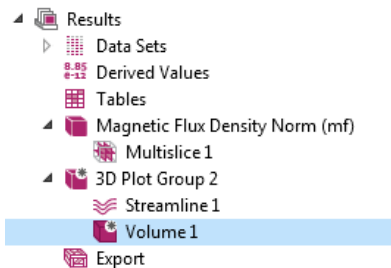 Results
Data Sets
8.85
e-12 Derived Values
Tables
Magnetic Flux Density Norm (mf)
Multislice 1
3D Plot Group 2
Streamline 1
Volume 1
Export